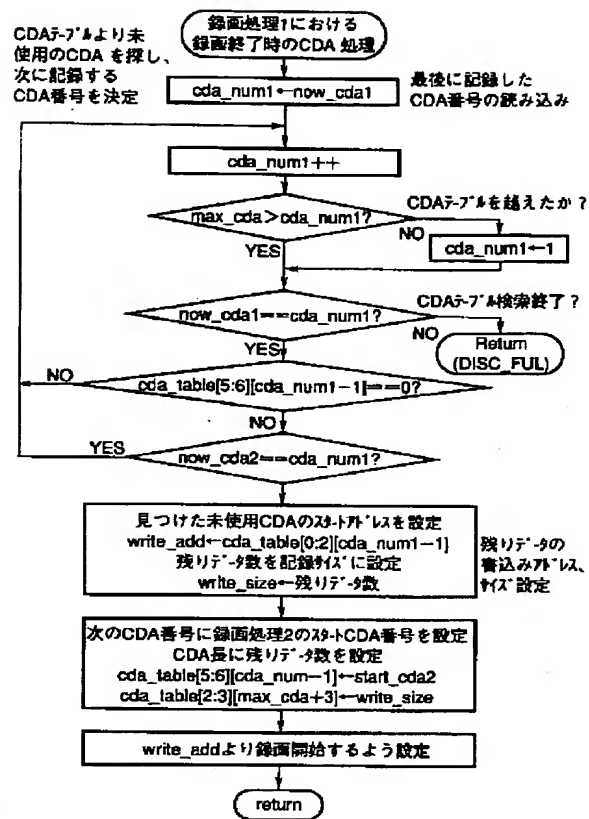 CDAﾃｰﾌﾞﾙより未
使用のCDA を探し、
次に記録する
CDA番号を決定
録画処理1における
録画終了時のCDA 処理
cda_num1←now_cda1
最後に記録した
CDA番号の読み込み
cda_num1++
max_cda>cda_num1?
CDAﾃｰﾌﾞﾙを越えたか？
NO
cda_num1←1
YES
now_cda1==cda_num1?
CDAﾃｰﾌﾞﾙ検索終了？
NO
Return
(DISC_FUL)
YES
NO
cda_table[5:6][cda_num1−1]==0?
NO
YES
now_cda2==cda_num1?
見つけた未使用CDAのｽﾀｰﾄｱﾄﾞﾚｽを設定
write_add←cda_table[0:2][cda_num1−1]
残りﾃﾞｰﾀ数を記録ｻｲｽﾞに設定
write_size←残りﾃﾞｰﾀ数
残りデータの
書込みｱﾄﾞﾚｽ、
ｻｲｽﾞ設定
次のCDA番号に録画処理2のスタートCDA番号を設定
CDA長に残りﾃﾞｰﾀ数を設定
cda_table[5:6][cda_num−1]←start_cda2
cda_table[2:3][max_cda+3]←write_size
write_addより録画開始するよう設定
return